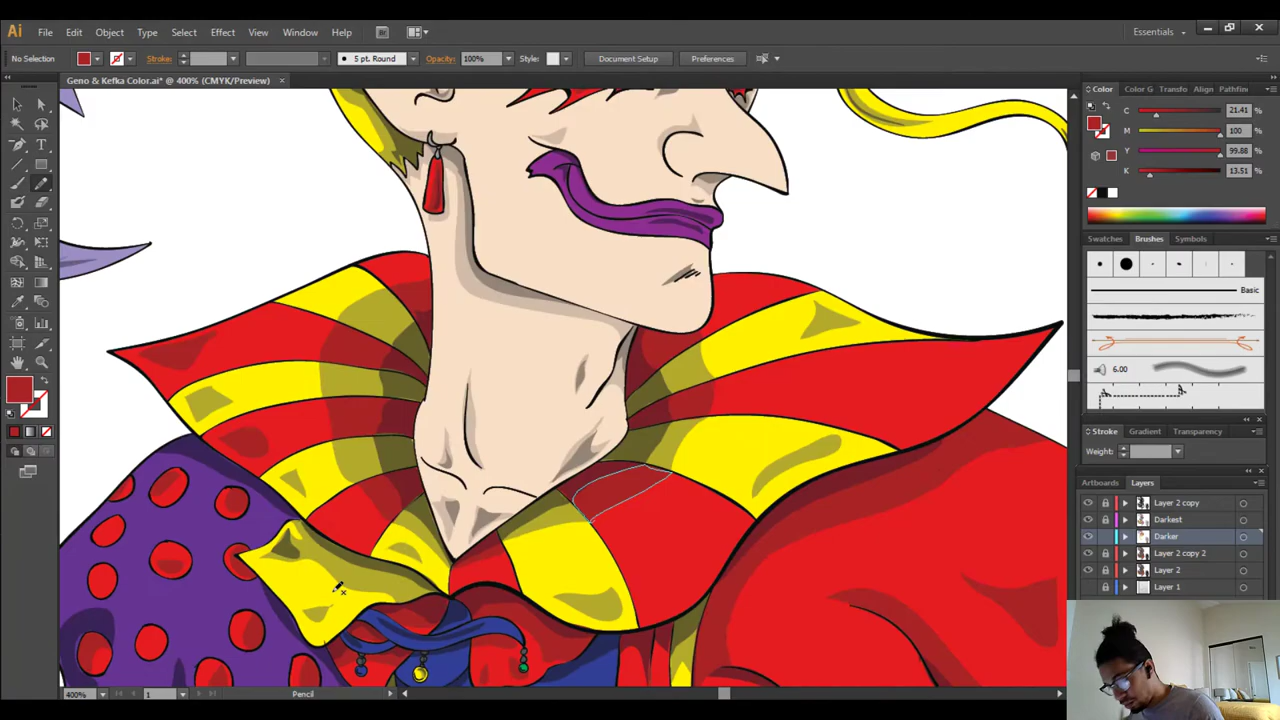 Ai File Edit Object Type Select Effect View Window Help Br Essentials
No Selection Stroke: 5 pt. Round Opacity: 100% Style: Document Setup Preferences
Geno & Kefka Color.ai* @ 400% (CMYK/Preview)
Color Color G Transfo Align Pathfin
C 21.41 %
M 100 %
Y 99.88 %
K 13.51 %
Swatches Brushes Symbols
Basic
6.00
Stroke Gradient Transparency
Weight:
Artboards Layers
Layer 2 copy
Darkest
Darker
Layer 2 copy 2
Layer 2
Layer 1
400% 1 Pencil